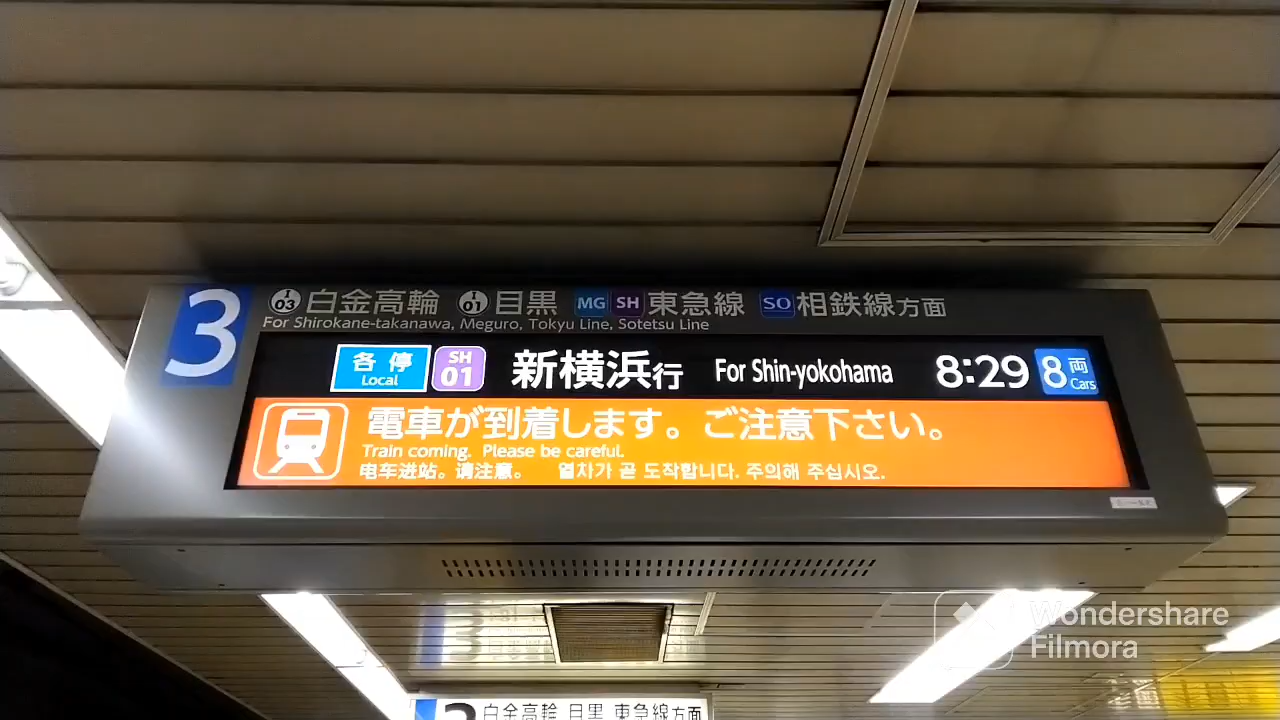 3
I 03 白金高輪 I 01 目黒 MG SH 東急線 SO 相鉄線方面
For Shirokane-takanawa, Meguro, Tokyu Line, Sotetsu Line
各停 Local SH 01 新横浜行 For Shin-yokohama 8:29 8両 Cars
電車が到着します。ご注意下さい。
Train coming. Please be careful.
电车进站。请注意。 열차가 곧 도착합니다. 주의해 주십시오.
Wondershare
Filmora
白金高輪 目黒 東急線方面